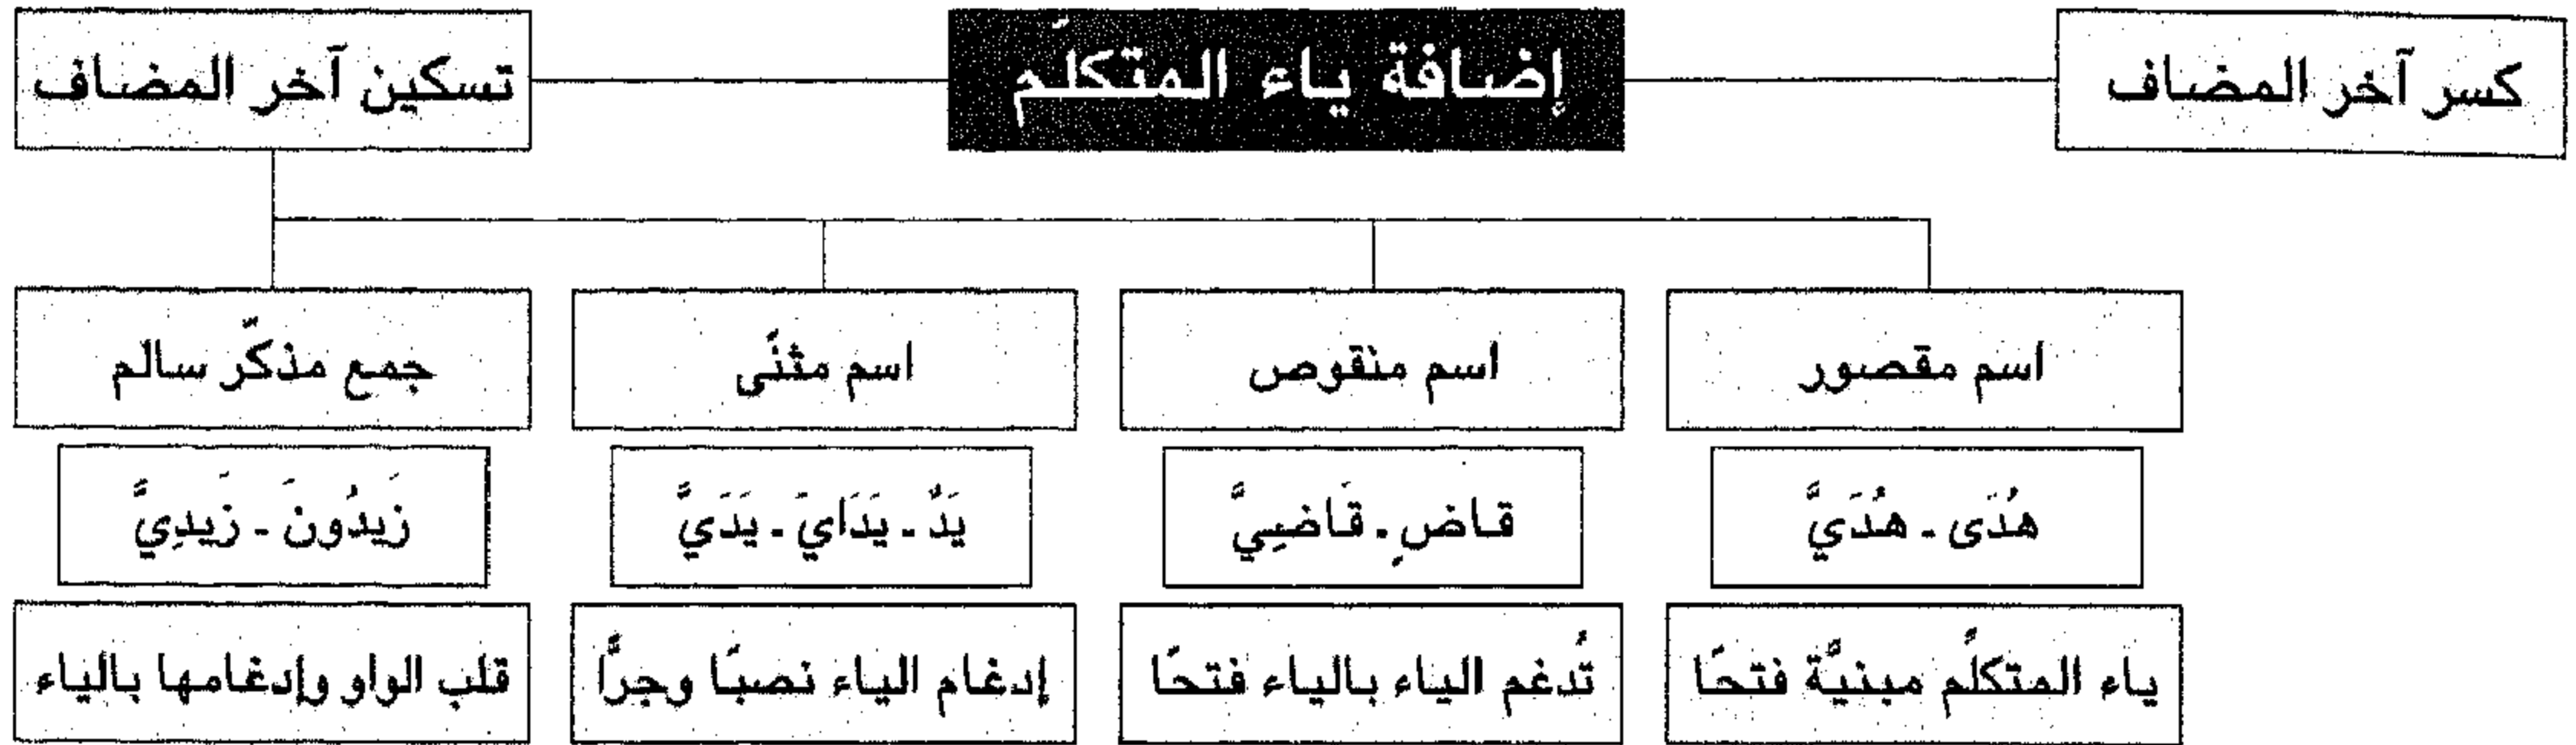 كسر آخر المضاف
إضافة ياء المتكلّم
تسكين آخر المضاف
اسم مقصور
اسم منقوص
اسم مثنّى
جمع مذكّر سالم
هُدَى - هُدَيَّ
قاضٍ - قَاضِيَّ
يَدٌ - يَدَايَ - يَدَيَّ
زَيدُونَ - زَيدِيَّ
ياء المتكلِّم مبنيَّة فتحًا
تُدغم الياء بالياء فتحًا
إدغام الياء نصبًا وجرًّا
قلب الواو وإدغامها بالياء